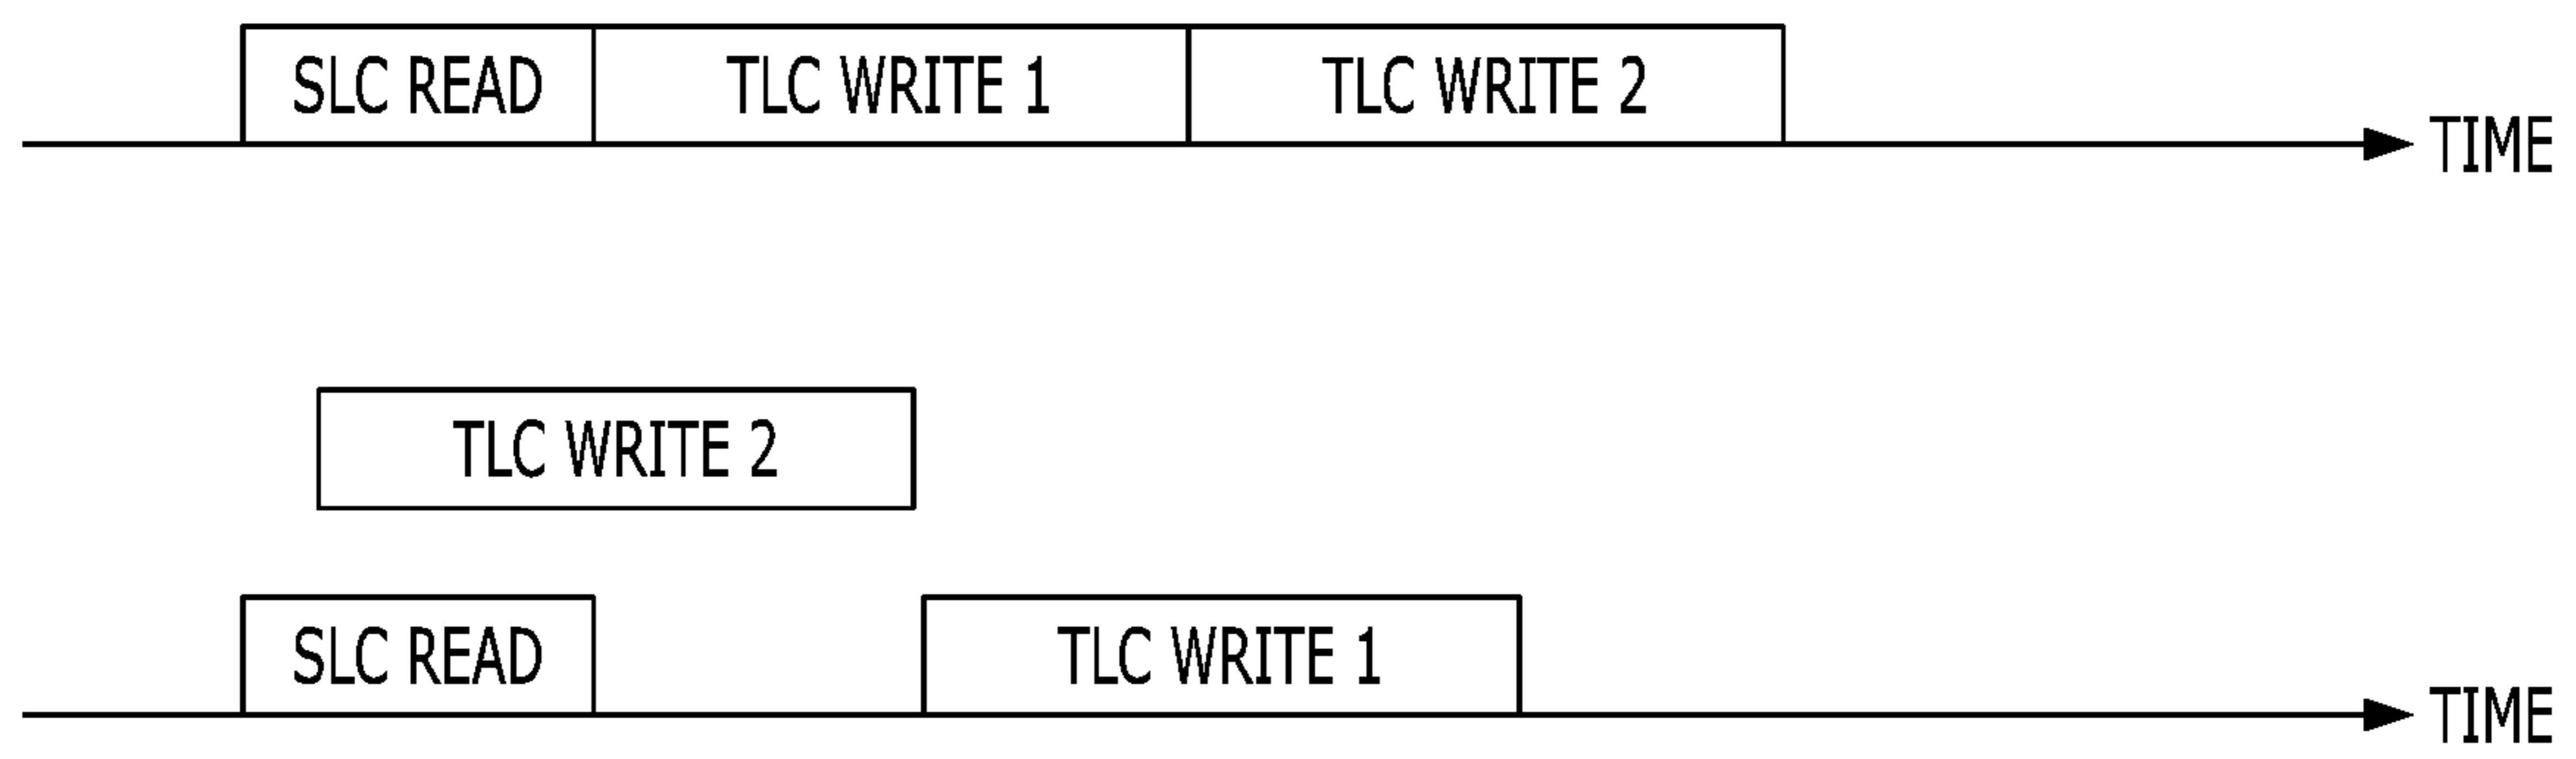 SLC READ TLC WRITE 1 TLC WRITE 2
TIME
TLC WRITE 2
SLC READ TLC WRITE 1
TIME